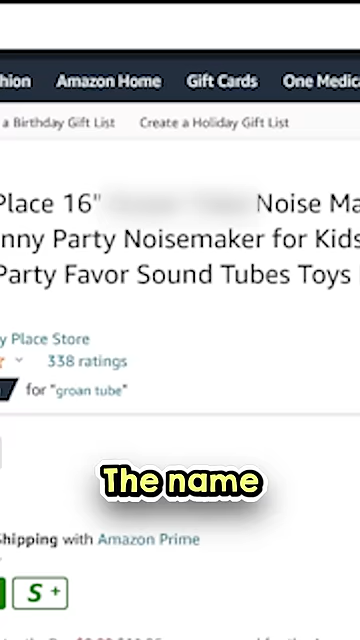 hion Amazon Home Gift Cards One Medica
a Birthday Gift List Create a Holiday Gift List
Place 16" Noise Ma
nny Party Noisemaker for Kids
Party Favor Sound Tubes Toys
y Place Store
338 ratings
for "groan tube"
The name
Shipping with Amazon Prime
S +